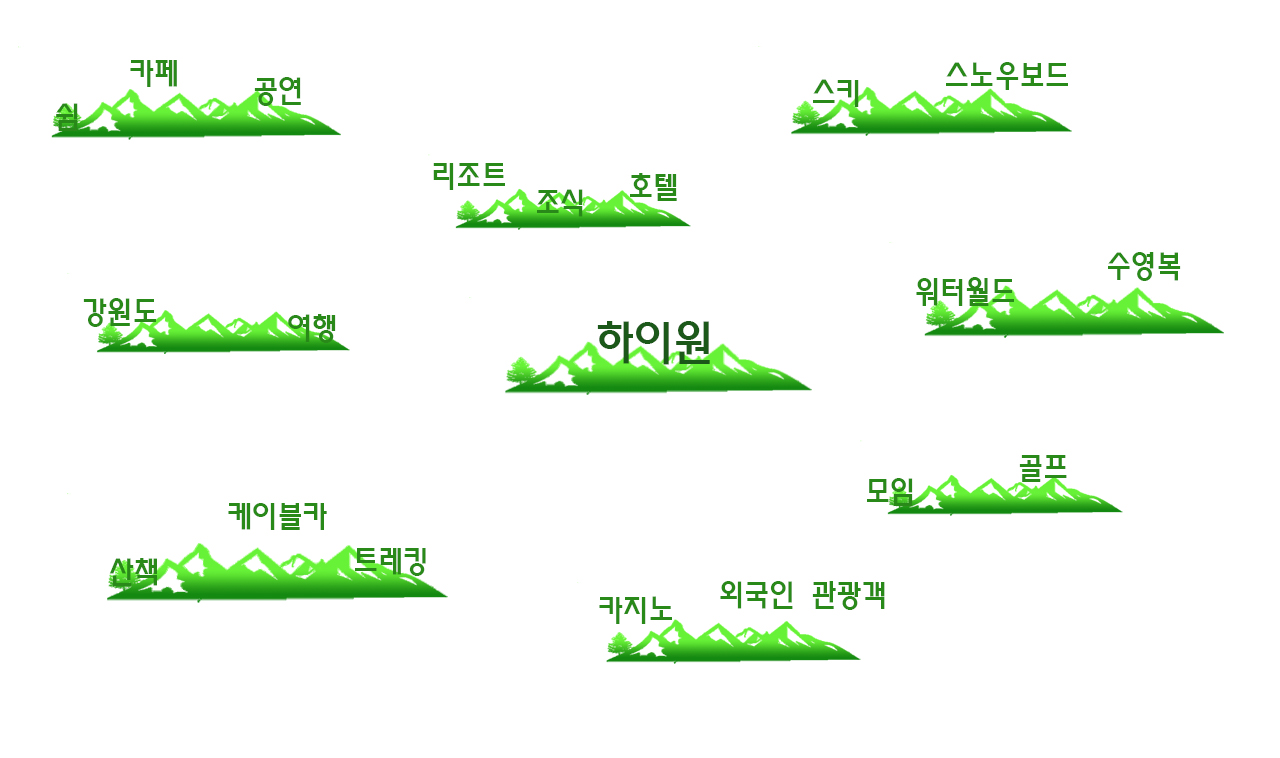 카페
공연
쉼
스키
스노우보드
리조트
조식
호텔
강원도
여행
하이원
워터월드
수영복
모임
골프
케이블카
산책
트레킹
카지노
외국인 관광객